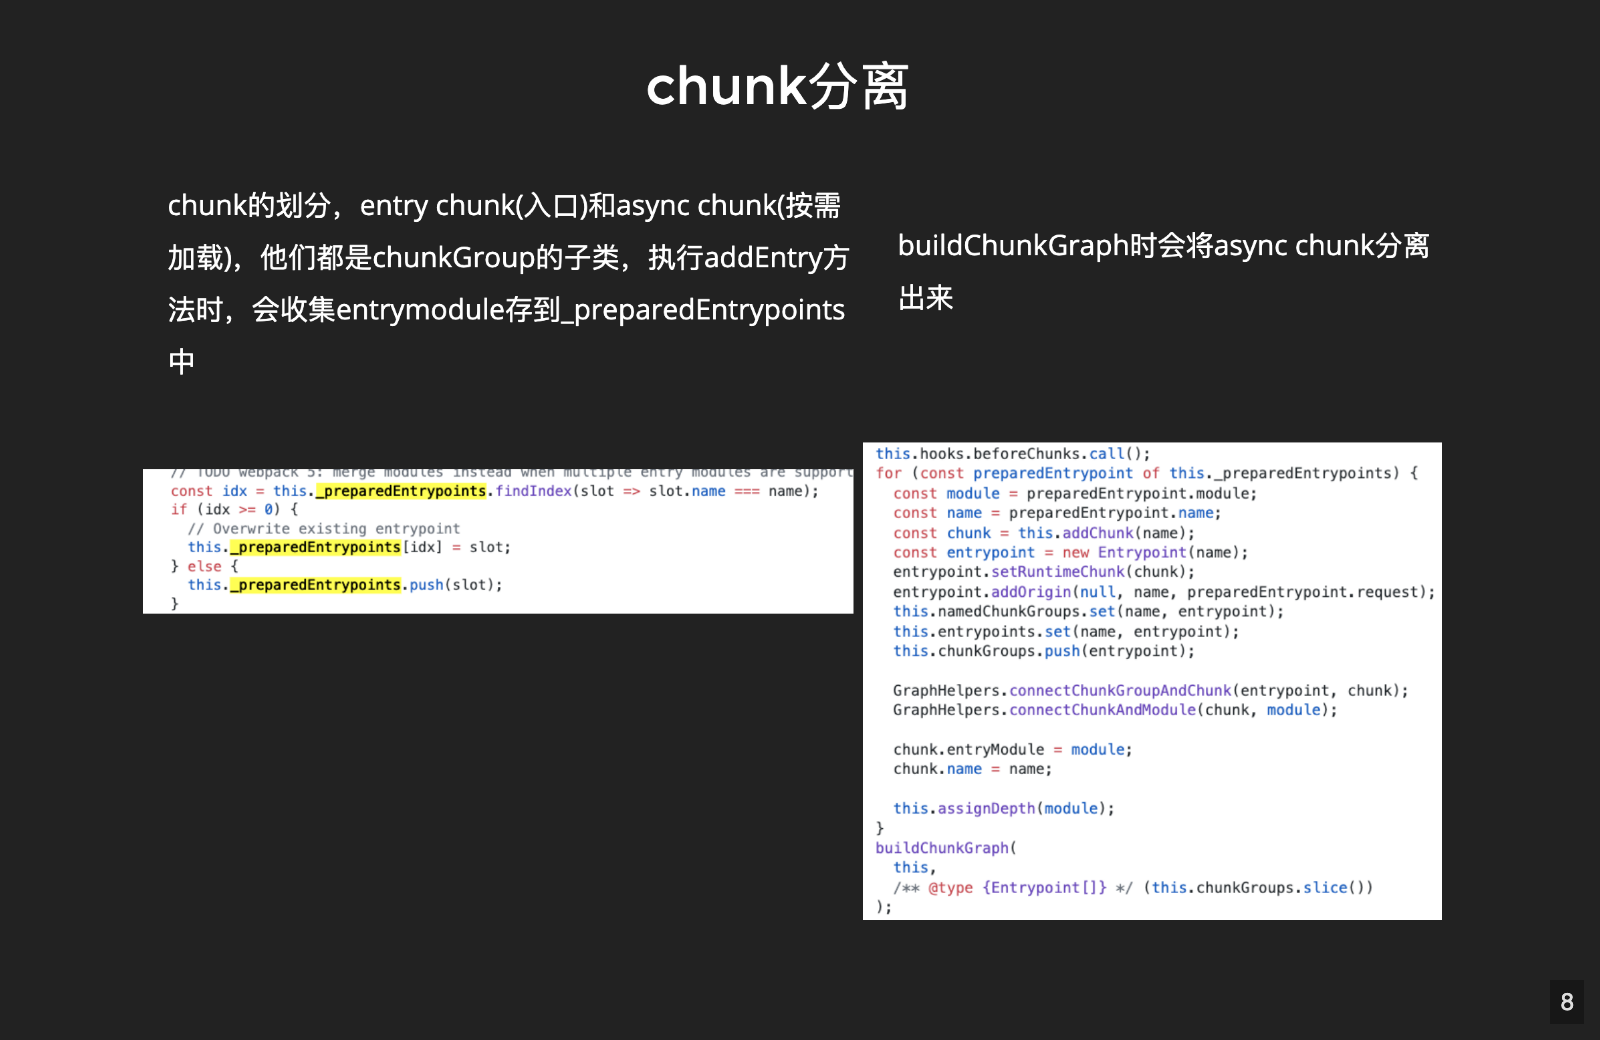 chunk分离
chunk的划分，entry chunk(入口)和async chunk(按需
加载)，他们都是chunkGroup的子类，执行addEntry方
法时，会收集entrymodule存到_preparedEntrypoints
中
buildChunkGraph时会将async chunk分离
出来
// TODO webpack 5: merge modules instead when multiple entry modules are support
const idx = this._preparedEntrypoints.findIndex(slot => slot.name === name);
if (idx >= 0) {
// Overwrite existing entrypoint
this._preparedEntrypoints[idx] = slot;
} else {
this._preparedEntrypoints.push(slot);
}
this.hooks.beforeChunks.call();
for (const preparedEntrypoint of this._preparedEntrypoints) {
const module = preparedEntrypoint.module;
const name = preparedEntrypoint.name;
const chunk = this.addChunk(name);
const entrypoint = new Entrypoint(name);
entrypoint.setRuntimeChunk(chunk);
entrypoint.addOrigin(null, name, preparedEntrypoint.request);
this.namedChunkGroups.set(name, entrypoint);
this.entrypoints.set(name, entrypoint);
this.chunkGroups.push(entrypoint);
GraphHelpers.connectChunkGroupAndChunk(entrypoint, chunk);
GraphHelpers.connectChunkAndModule(chunk, module);
chunk.entryModule = module;
chunk.name = name;
this.assignDepth(module);
}
buildChunkGraph(
this,
/** @type {Entrypoint[]} */ (this.chunkGroups.slice())
);
8